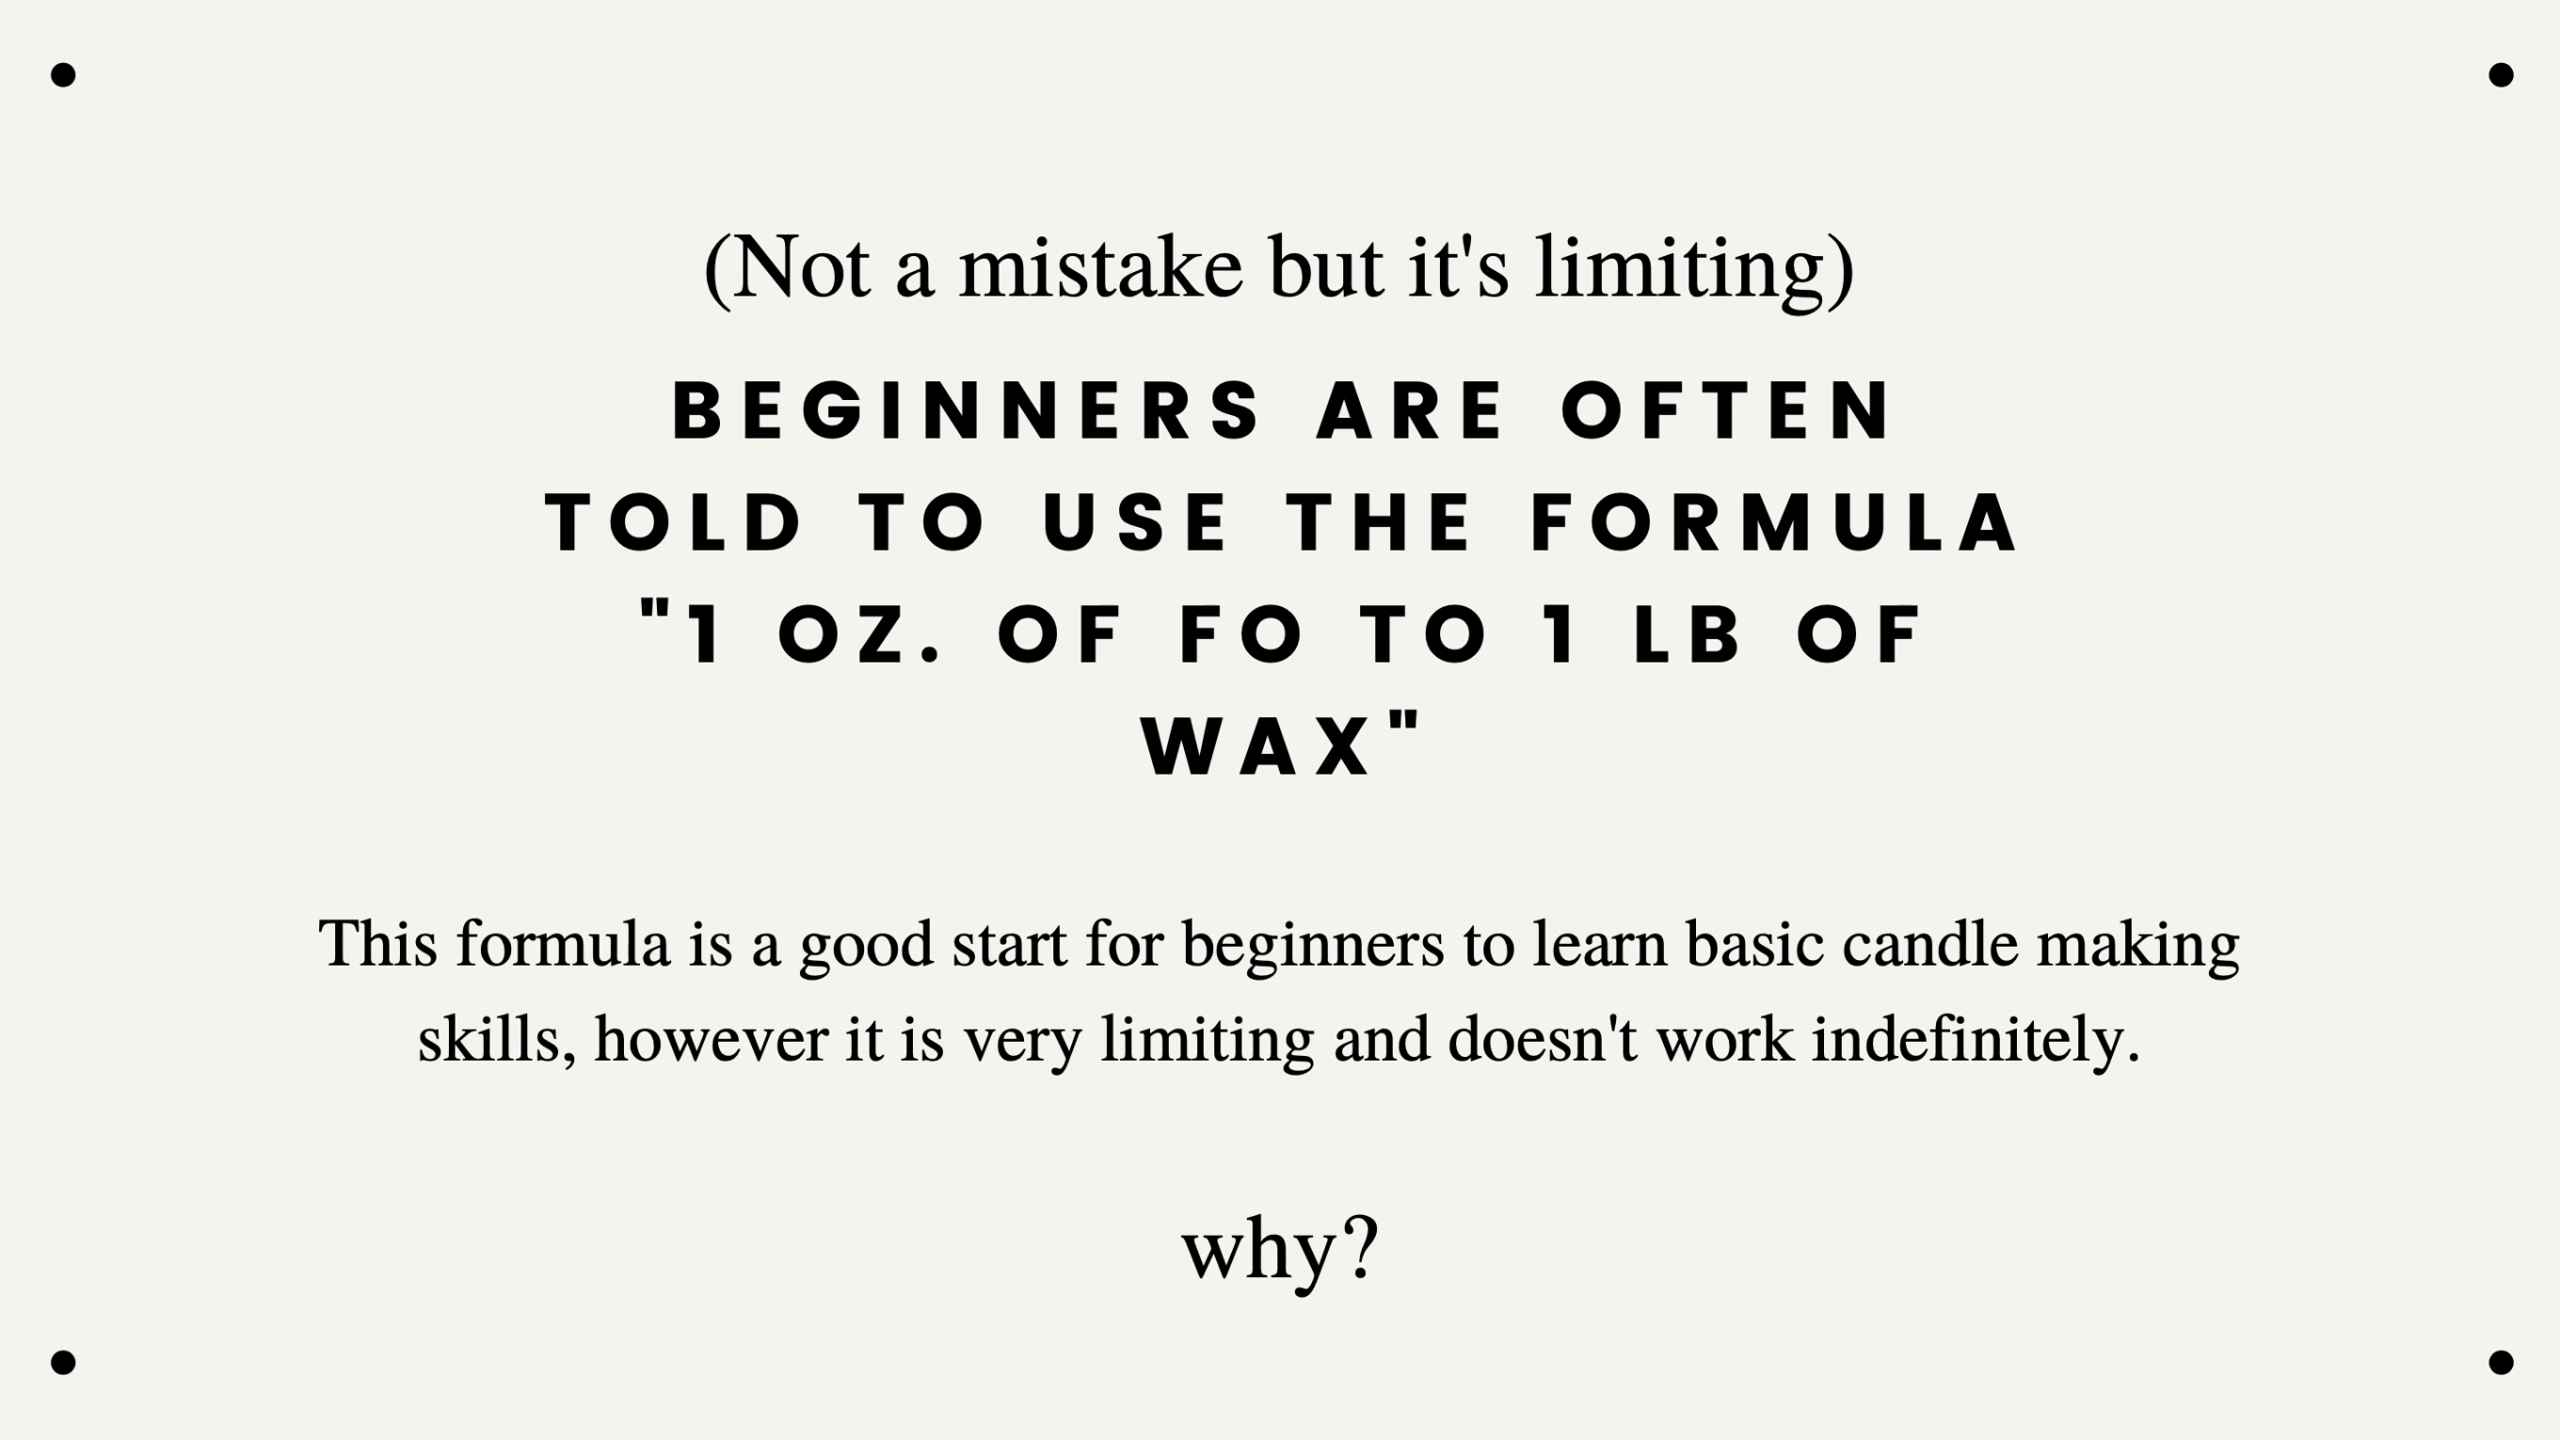 (Not a mistake but it's limiting)
BEGINNERS ARE OFTEN
TOLD TO USE THE FORMULA
"1 OZ. OF FO TO 1 LB OF
WAX"
This formula is a good start for beginners to learn basic candle making
skills, however it is very limiting and doesn't work indefinitely.
why?